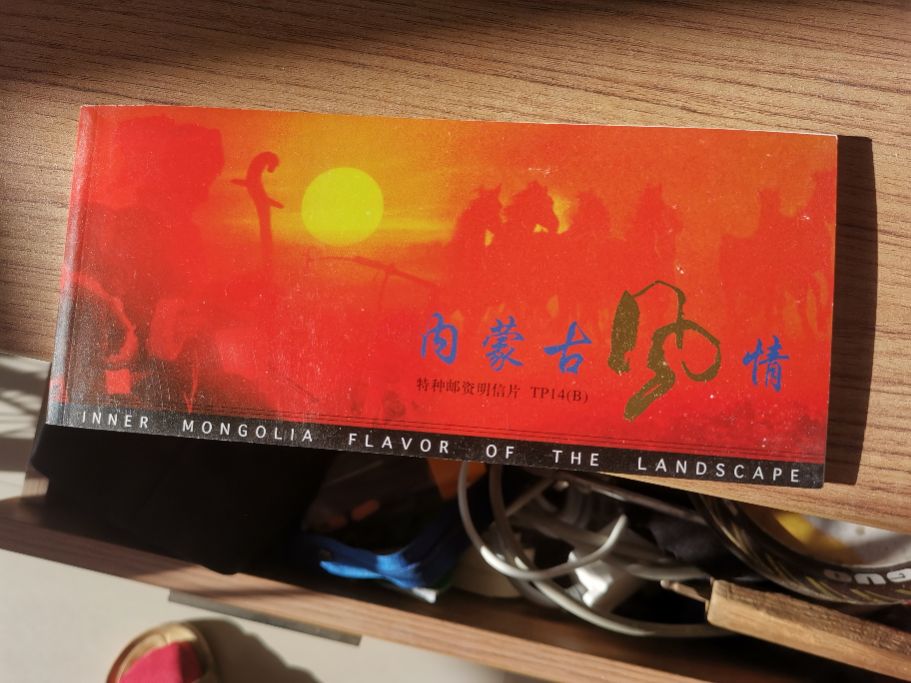 内蒙古风情
特种邮资明信片 TP14(B)
INNER MONGOLIA FLAVOR OF THE LANDSCAPE